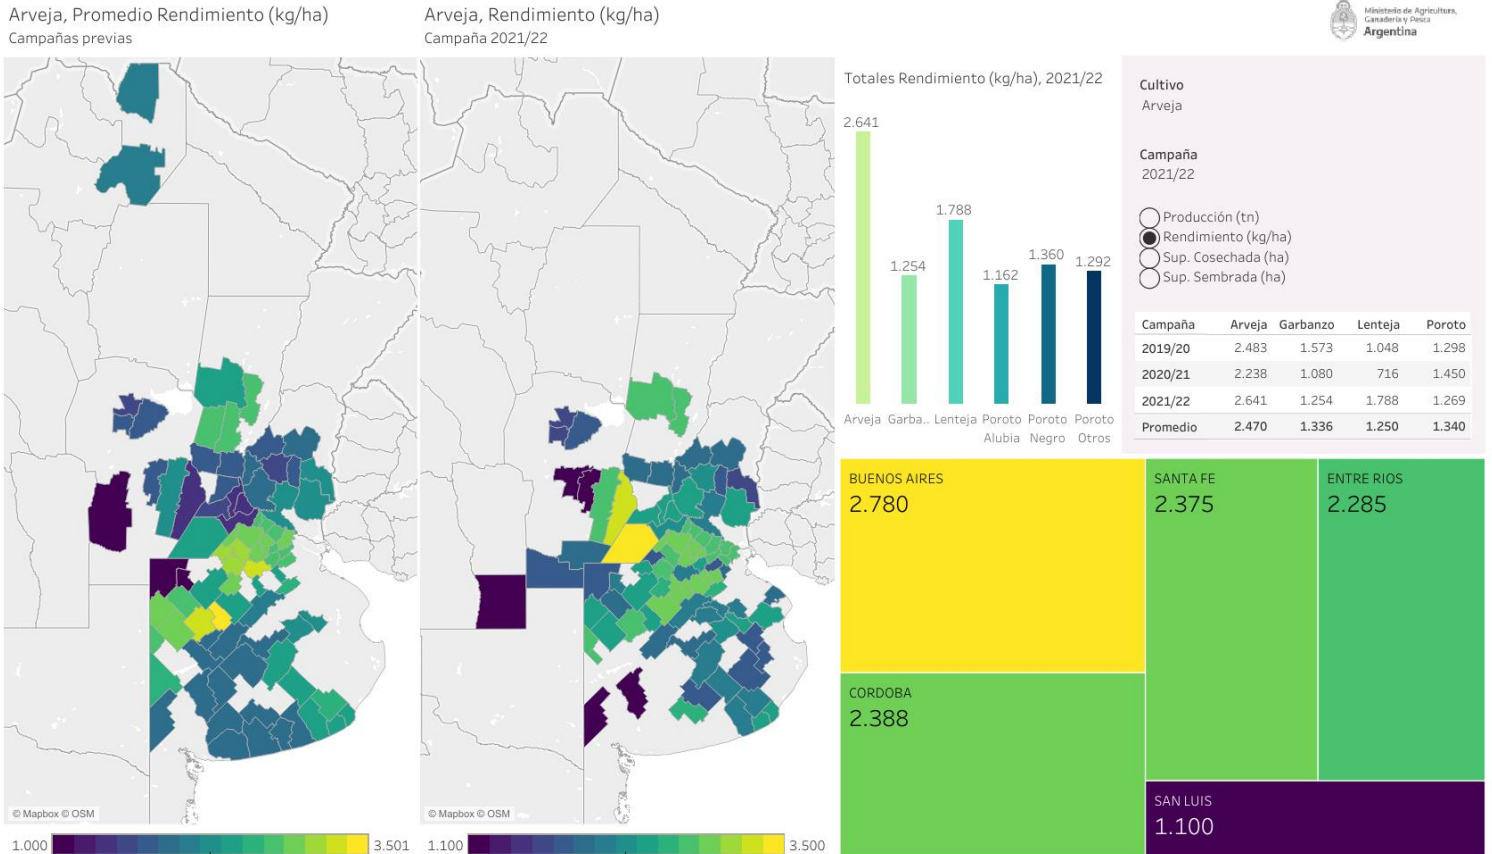 Arveja, Promedio Rendimiento (kg/ha)
Campañas previas
© Mapbox © OSM
1.000
3.501
Arveja, Rendimiento (kg/ha)
Campaña 2021/22
© Mapbox © OSM
1.100
3.500
Ministerio de Agricultura,
Ganadería y Pesca
Argentina
Totales Rendimiento (kg/ha), 2021/22
2.641
1.254
1.788
1.162
1.360
1.292
Arveja Garba.. Lenteja Poroto Poroto Poroto
Alubia Negro Otros
Cultivo
Arveja
Campaña
2021/22
Producción (tn)
Rendimiento (kg/ha)
Sup. Cosechada (ha)
Sup. Sembrada (ha)
Campaña Arveja Garbanzo Lenteja Poroto
2019/20 2.483 1.573 1.048 1.298
2020/21 2.238 1.080 716 1.450
2021/22 2.641 1.254 1.788 1.269
Promedio 2.470 1.336 1.250 1.340
BUENOS AIRES
2.780
SANTA FE
2.375
ENTRE RIOS
2.285
CORDOBA
2.388
SAN LUIS
1.100